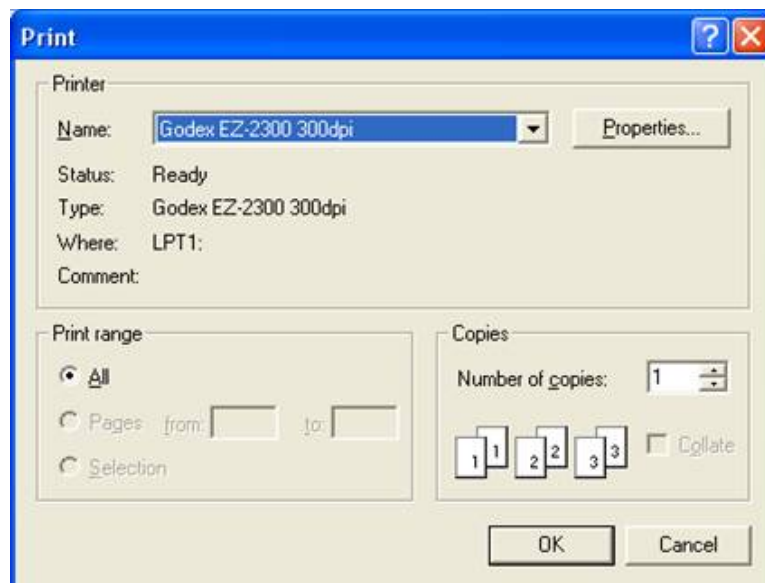 Print
Printer
Name: Godex EZ-2300 300dpi Properties...
Status: Ready
Type: Godex EZ-2300 300dpi
Where: LPT1:
Comment:
Print range
All
Pages from: to:
Selection
Copies
Number of copies: 1
1 1 2 2 3 3 Collate
OK Cancel